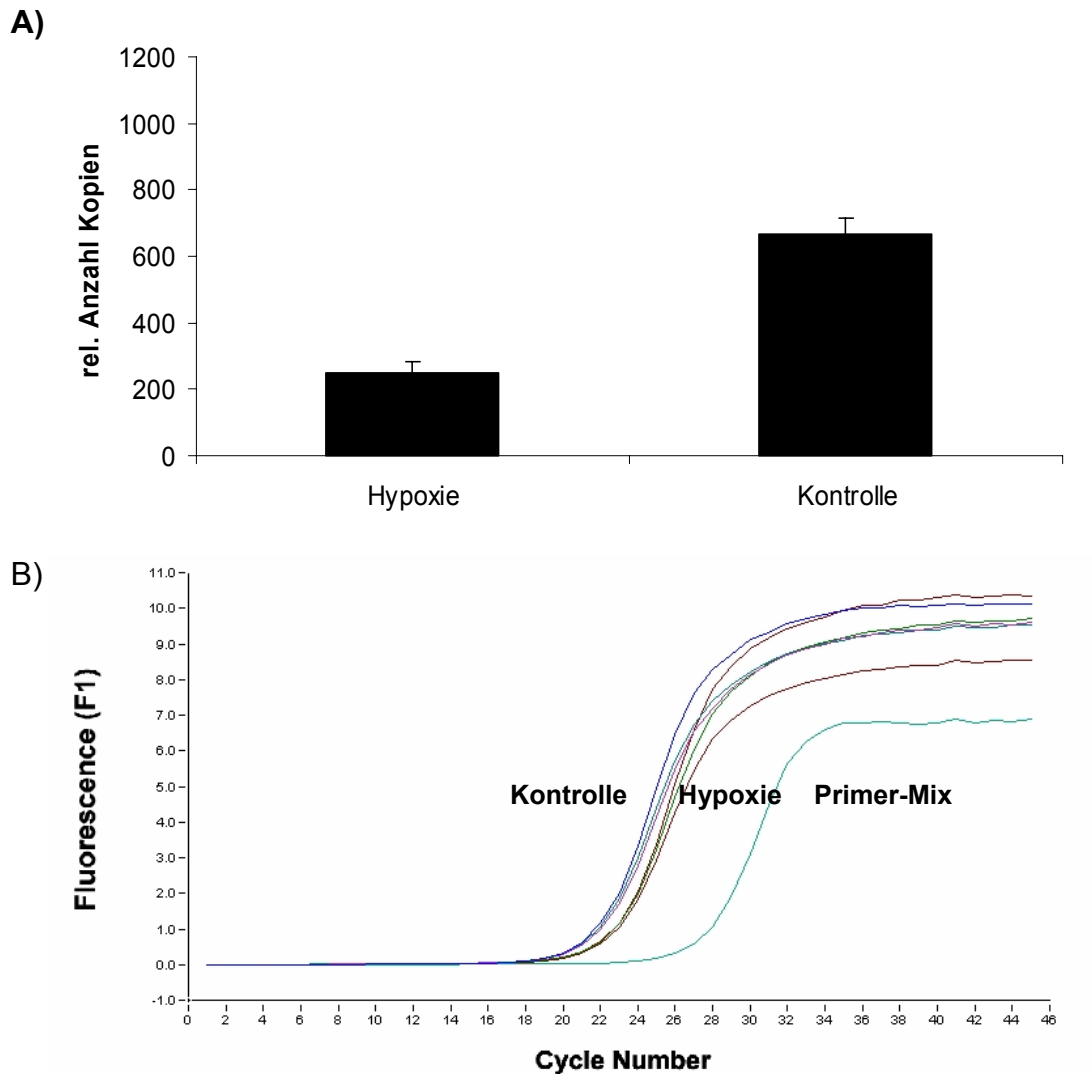 A)
1200
1000
800
600
400
200
0
rel. Anzahl Kopien
Hypoxie Kontrolle
B)
11.0
10.0
9.0
8.0
7.0
6.0
5.0
4.0
3.0
2.0
1.0
0.0
-1.0
Fluorescence (F1)
Kontrolle Hypoxie Primer-Mix
0 2 4 6 8 10 12 14 16 18 20 22 24 26 28 30 32 34 36 38 40 42 44 46
Cycle Number